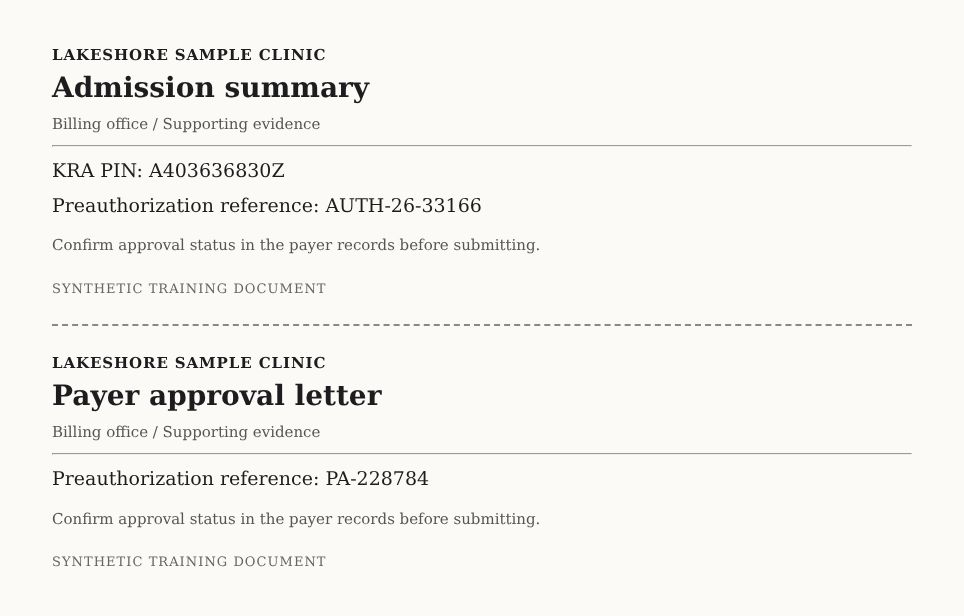 LAKESHORE SAMPLE CLINIC
Admission summary
Billing office / Supporting evidence
KRA PIN: A403636830Z
Preauthorization reference: AUTH-26-33166
Confirm approval status in the payer records before submitting.
SYNTHETIC TRAINING DOCUMENT
LAKESHORE SAMPLE CLINIC
Payer approval letter
Billing office / Supporting evidence
Preauthorization reference: PA-228784
Confirm approval status in the payer records before submitting.
SYNTHETIC TRAINING DOCUMENT